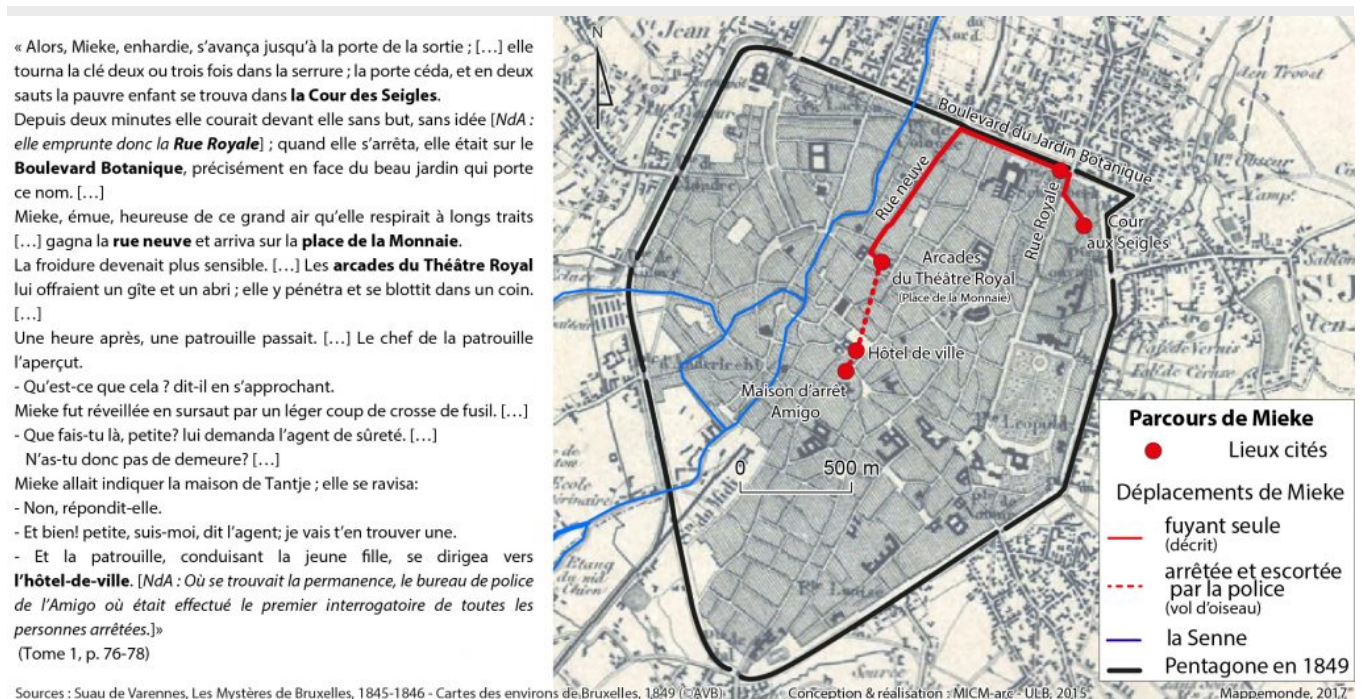 « Alors, Mieke, enhardie, s’avança jusqu’à la porte de la sortie ; […] elle
tourna la clé deux ou trois fois dans la serrure ; la porte céda, et en deux
sauts la pauvre enfant se trouva dans la Cour des Seigles.
Depuis deux minutes elle courait devant elle sans but, sans idée [NdA :
elle emprunte donc la Rue Royale] ; quand elle s’arrêta, elle était sur le
Boulevard Botanique, précisément en face du beau jardin qui porte
ce nom. […]
Mieke, émue, heureuse de ce grand air qu’elle respirait à longs traits
[…] gagna la rue neuve et arriva sur la place de la Monnaie.
La froidure devenait plus sensible. […] Les arcades du Théâtre Royal
lui offraient un gîte et un abri ; elle y pénétra et se blottit dans un coin.
[…]
Une heure après, une patrouille passait. […] Le chef de la patrouille
l’aperçut.
- Qu’est-ce que cela ? dit-il en s’approchant.
Mieke fut réveillée en sursaut par un léger coup de crosse de fusil. […]
- Que fais-tu là, petite? lui demanda l’agent de sûreté. […]
N’as-tu donc pas de demeure? […]
Mieke allait indiquer la maison de Tantje ; elle se ravisa:
- Non, répondit-elle.
- Et bien! petite, suis-moi, dit l’agent; je vais t’en trouver une.
- Et la patrouille, conduisant la jeune fille, se dirigea vers
l’hôtel-de-ville. [NdA : Où se trouvait la permanence, le bureau de police
de l’Amigo où était effectué le premier interrogatoire de toutes les
personnes arrêtées.]»
(Tome 1, p. 76-78)
N
St Jean
Boulevard du Jardin Botanique
Rue neuve
Rue Royale
Cour
aux Seigles
Arcades
du Théâtre Royal
(Place de la Monnaie)
Hôtel de ville
Maison d’arrêt
Amigo
0 500 m
Fab. de Vernis
Fab. de Céruse
Parcours de Mieke
Lieux cités
Déplacements de Mieke
fuyant seule
(décrit)
arrêtée et escortée
par la police
(vol d’oiseau)
la Senne
Pentagone en 1849
Sources : Suau de Varennes, Les Mystères de Bruxelles, 1845-1846 - Cartes des environs de Bruxelles, 1849 (©AVB)
Conception & réalisation : MICM-arc - ULB, 2015
Mappemonde, 2017